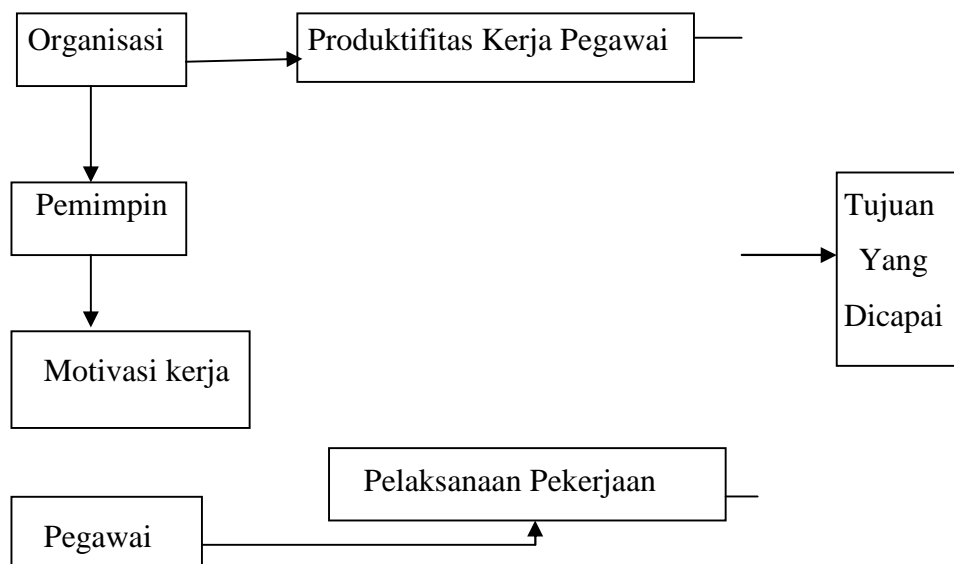 Organisasi
Produktifitas Kerja Pegawai
Pemimpin
Tujuan
Yang
Dicapai
Motivasi kerja
Pelaksanaan Pekerjaan
Pegawai